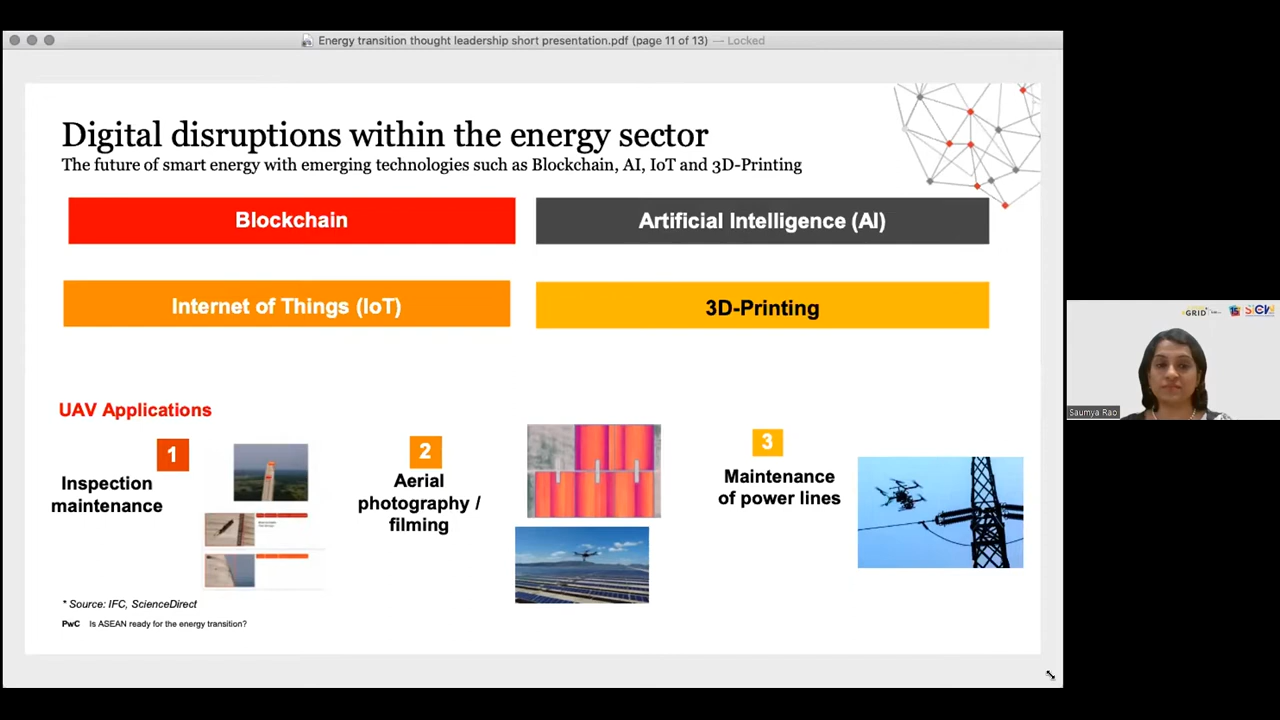 Energy transition thought leadership short presentation.pdf (page 11 of 13) — Locked
Digital disruptions within the energy sector
The future of smart energy with emerging technologies such as Blockchain, AI, IoT and 3D-Printing
Blockchain
Artificial Intelligence (AI)
Internet of Things (IoT)
3D-Printing
UAV Applications
1
Inspection
maintenance
2
Aerial
photography /
filming
3
Maintenance
of power lines
* Source: IFC, ScienceDirect
PwC Is ASEAN ready for the energy transition?
GRID
Saumya Rao